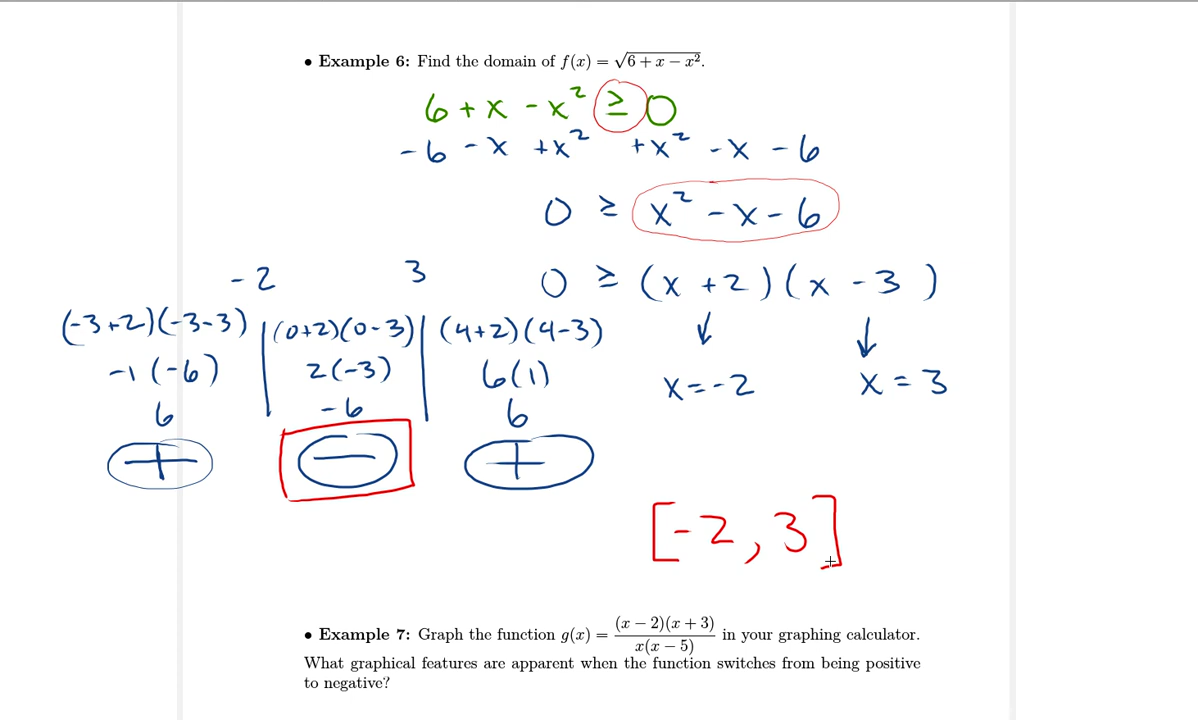 • Example 6: Find the domain of f(x) = √(6 + x − x²).
6 + x - x² ≥ 0
-6 - x + x² + x² - x - 6
0 ≥ x² - x - 6
-2 3 0 ≥ (x + 2)(x - 3)
(-3+2)(-3-3) | (0+2)(0-3) | (4+2)(4-3) ↓ ↓
-1(-6) 2(-3) 6(1) x = -2 x = 3
6 -6 6
+ − +
[-2, 3]
• Example 7: Graph the function g(x) = (x − 2)(x + 3) / x(x − 5) in your graphing calculator.
What graphical features are apparent when the function switches from being positive
to negative?